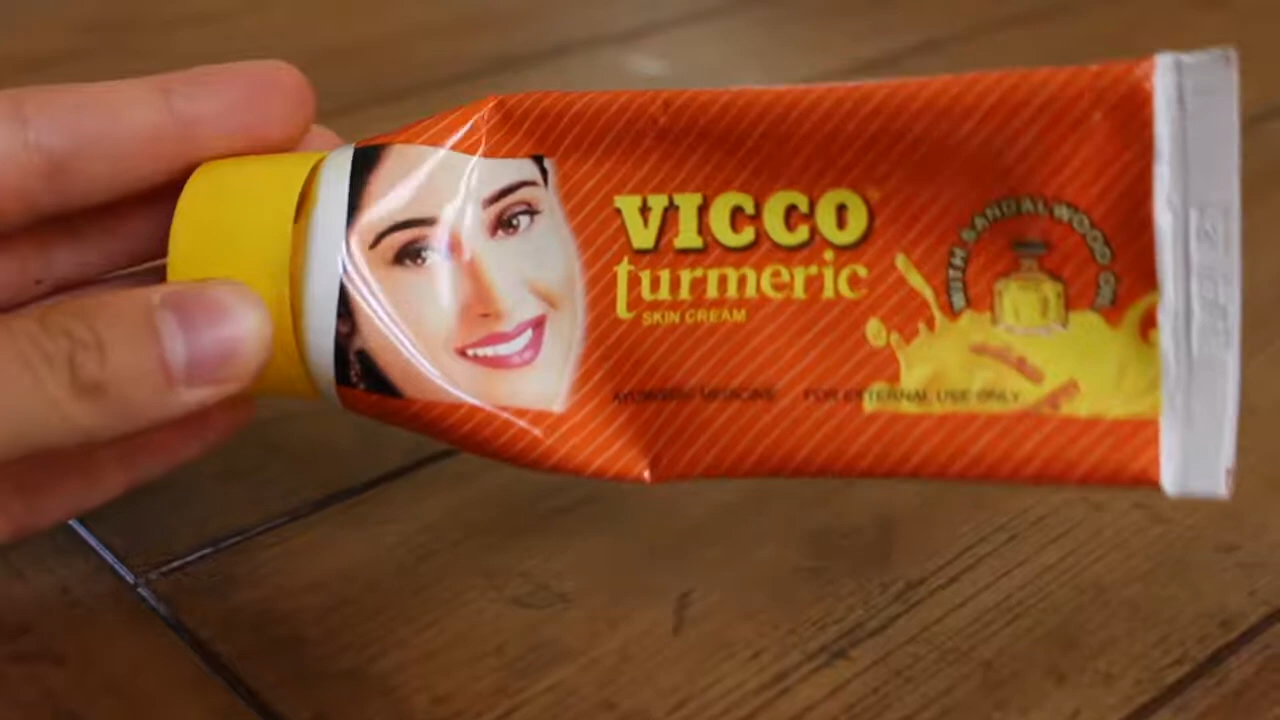 VICCO
turmeric
SKIN CREAM
AYURVEDIC MEDICINE FOR EXTERNAL USE ONLY
WITH SANDALWOOD OIL